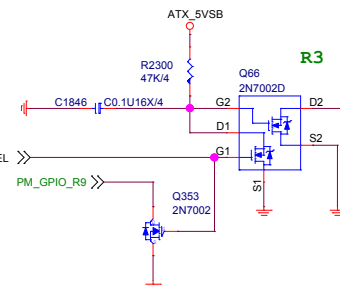 ATX_5VSB
R3
R2300
47K/4
Q66
2N7002D
C1846
C0.1U16X/4
G2
D2
D1
S2
EL
G1
PM_GPIO_R9
S1
Q353
2N7002